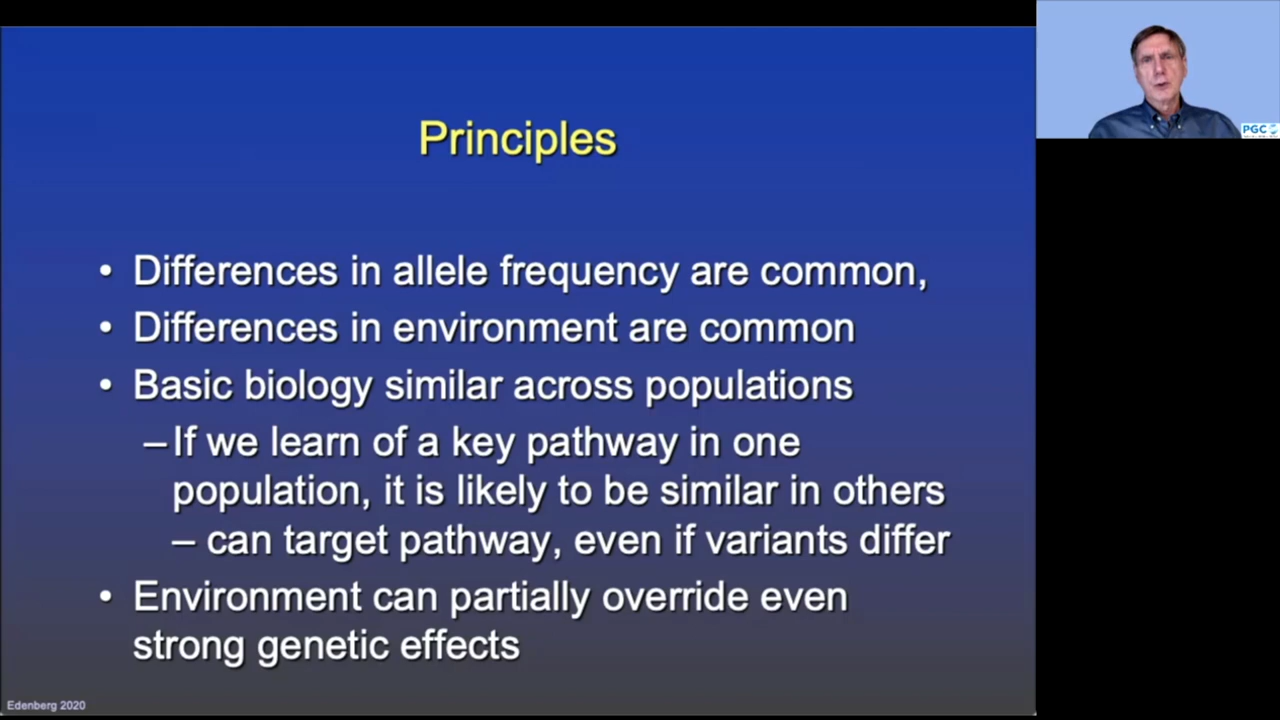 Principles
• Differences in allele frequency are common,
• Differences in environment are common
• Basic biology similar across populations
–If we learn of a key pathway in one
population, it is likely to be similar in others
– can target pathway, even if variants differ
• Environment can partially override even
strong genetic effects
Edenberg 2020
PGC